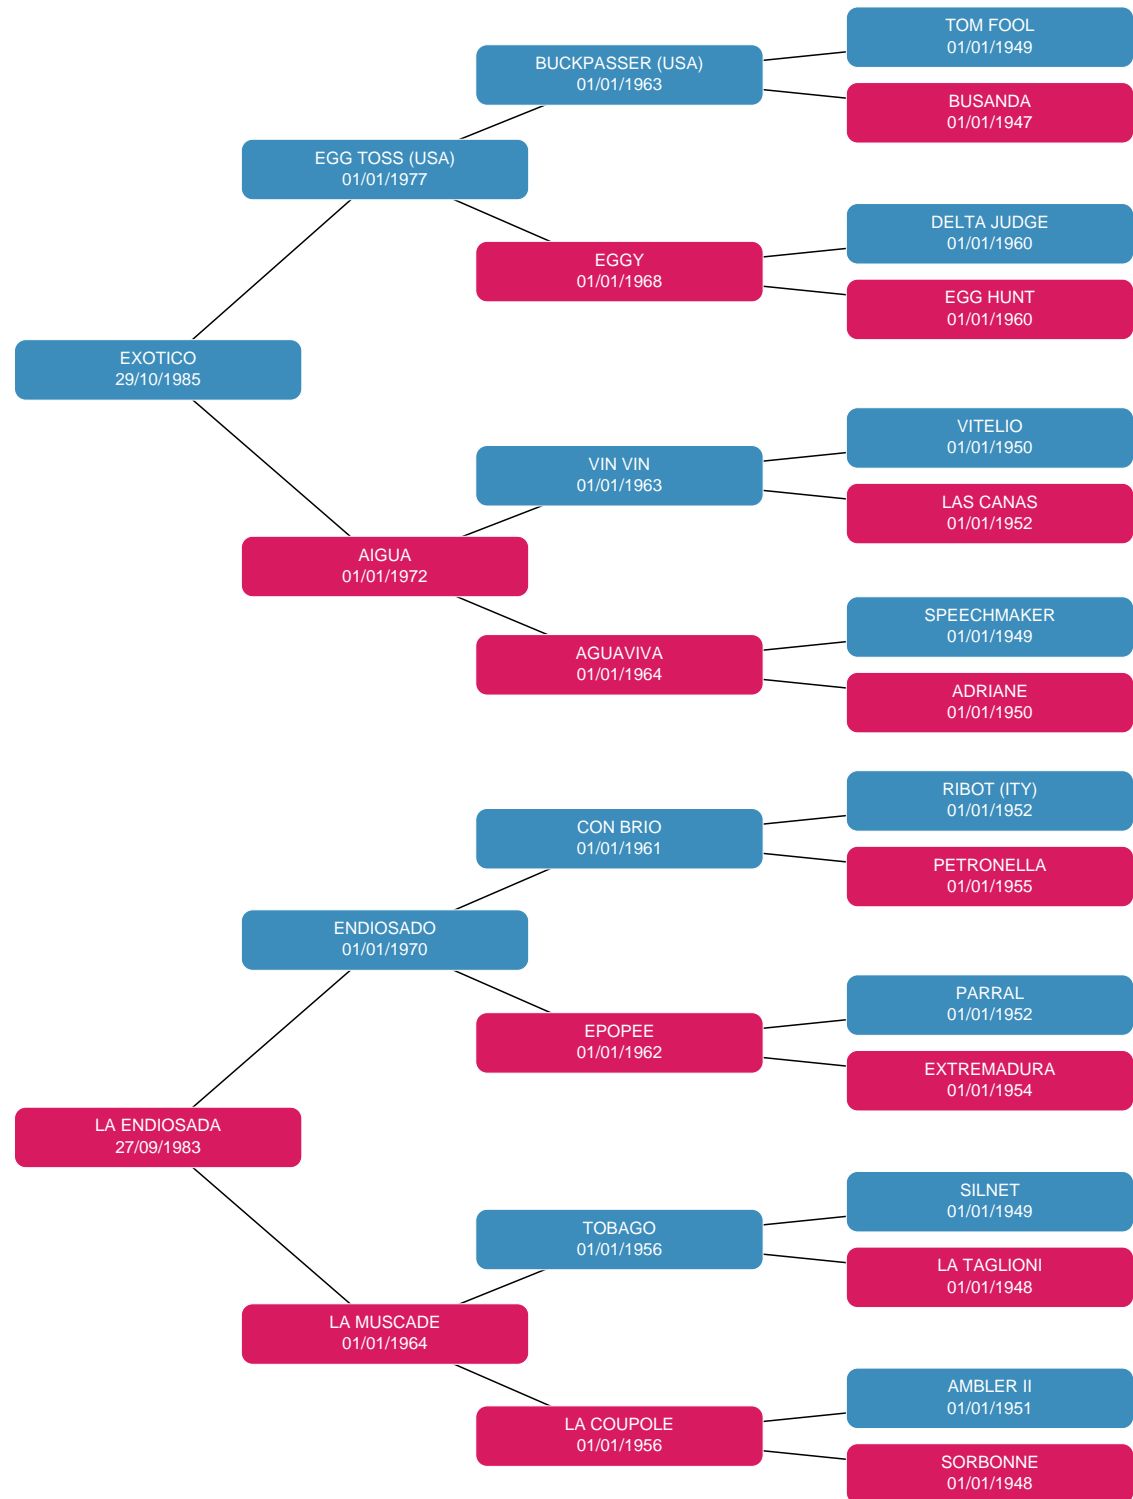 TOM FOOL
01/01/1949
BUCKPASSER (USA)
01/01/1963
BUSANDA
01/01/1947
EGG TOSS (USA)
01/01/1977
DELTA JUDGE
01/01/1960
EGGY
01/01/1968
EGG HUNT
01/01/1960
EXOTICO
29/10/1985
VITELIO
01/01/1950
VIN VIN
01/01/1963
LAS CANAS
01/01/1952
AIGUA
01/01/1972
SPEECHMAKER
01/01/1949
AGUAVIVA
01/01/1964
ADRIANE
01/01/1950
RIBOT (ITY)
01/01/1952
CON BRIO
01/01/1961
PETRONELLA
01/01/1955
ENDIOSADO
01/01/1970
PARRAL
01/01/1952
EPOPEE
01/01/1962
EXTREMADURA
01/01/1954
LA ENDIOSADA
27/09/1983
SILNET
01/01/1949
TOBAGO
01/01/1956
LA TAGLIONI
01/01/1948
LA MUSCADE
01/01/1964
AMBLER II
01/01/1951
LA COUPOLE
01/01/1956
SORBONNE
01/01/1948